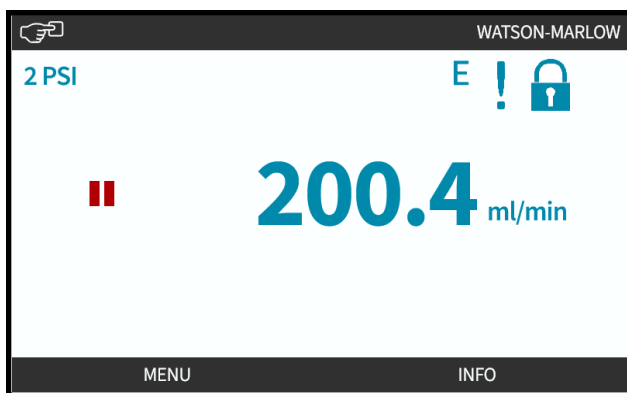 WATSON-MARLOW
2 PSI
E !
200.4 ml/min
MENU INFO